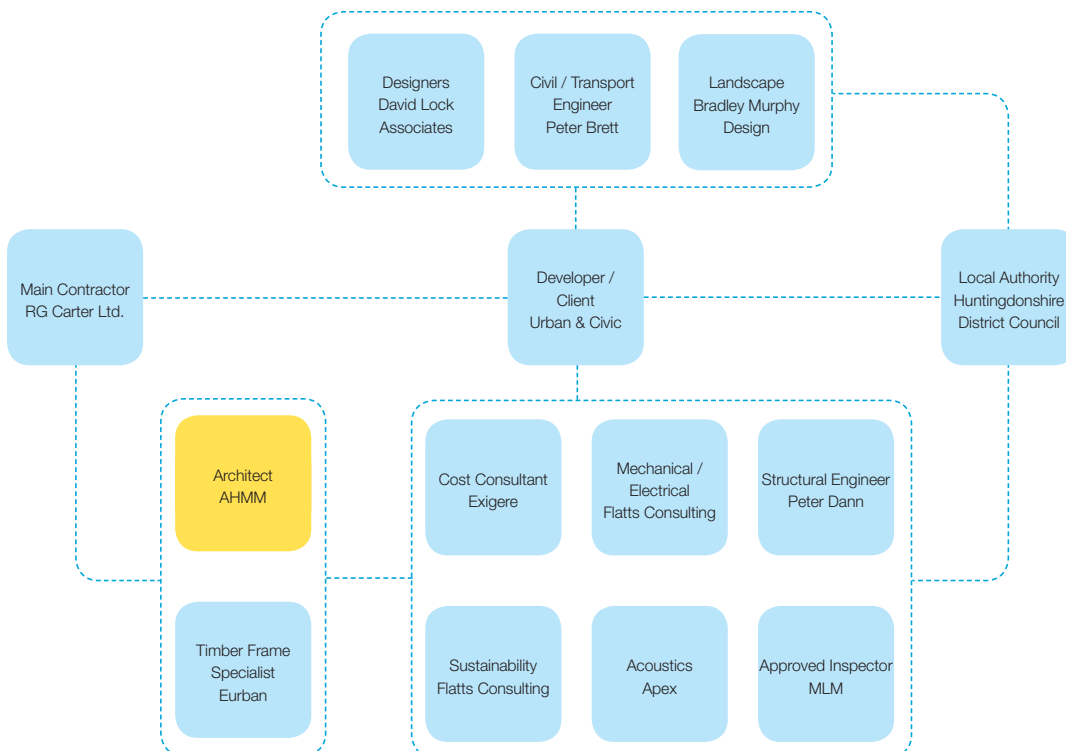 Designers
David Lock
Associates
Civil / Transport
Engineer
Peter Brett
Landscape
Bradley Murphy
Design
Main Contractor
RG Carter Ltd.
Developer /
Client
Urban & Civic
Local Authority
Huntingdonshire
District Council
Architect
AHMM
Cost Consultant
Exigere
Mechanical /
Electrical
Flatts Consulting
Structural Engineer
Peter Dann
Timber Frame
Specialist
Eurban
Sustainability
Flatts Consulting
Acoustics
Apex
Approved Inspector
MLM